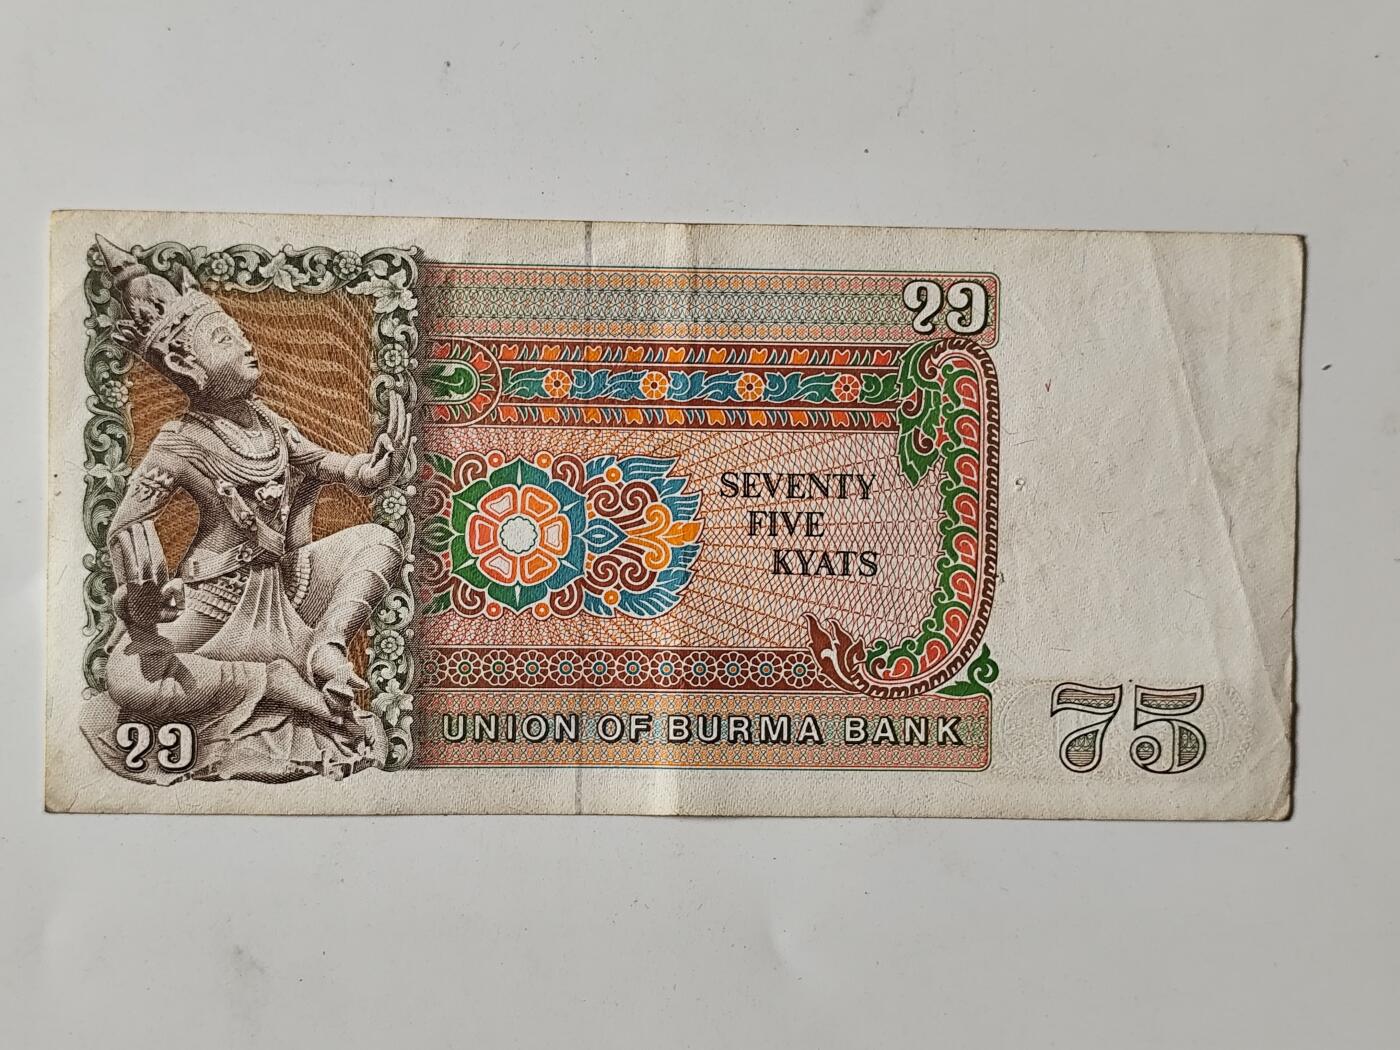 ၇၅
SEVENTY
FIVE
KYATS
၇၅
UNION OF BURMA BANK
75